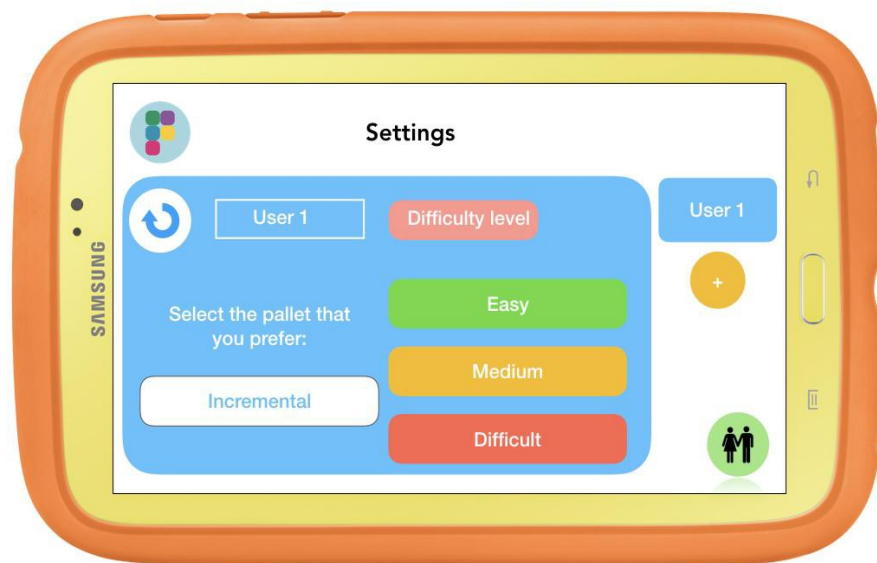 Settings
User 1
Difficulty level
User 1
+
Easy
Select the pallet that
you prefer:
Medium
Incremental
Difficult
SAMSUNG